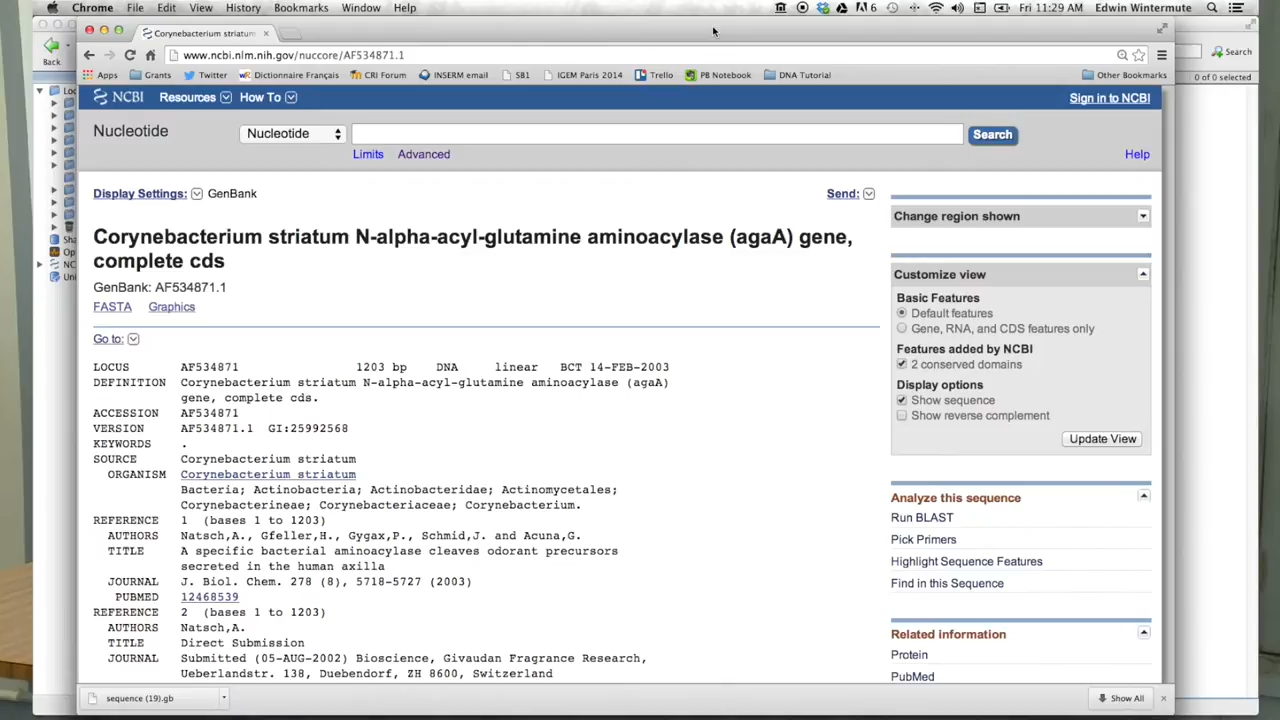 Chrome File Edit View History Bookmarks Window Help 6 Fri 11:29 AM Edwin Wintermute
Corynebacterium striatum
Back
Search
www.ncbi.nlm.nih.gov/nuccore/AF534871.1
Apps Grants Twitter Dictionnaire Français CRI Forum INSERM email SB1 IGEM Paris 2014 Trello PB Notebook DNA Tutorial Other Bookmarks
0 of 0 selected
NCBI Resources How To Sign in to NCBI
Nucleotide Nucleotide Search
Limits Advanced Help
Display Settings: GenBank Send:
Change region shown
Corynebacterium striatum N-alpha-acyl-glutamine aminoacylase (agaA) gene,
complete cds
GenBank: AF534871.1
FASTA Graphics
Go to:
LOCUS AF534871 1203 bp DNA linear BCT 14-FEB-2003
DEFINITION Corynebacterium striatum N-alpha-acyl-glutamine aminoacylase (agaA)
gene, complete cds.
ACCESSION AF534871
VERSION AF534871.1 GI:25992568
KEYWORDS .
SOURCE Corynebacterium striatum
ORGANISM Corynebacterium striatum
Bacteria; Actinobacteria; Actinobacteridae; Actinomycetales;
Corynebacterineae; Corynebacteriaceae; Corynebacterium.
REFERENCE 1 (bases 1 to 1203)
AUTHORS Natsch,A., Gfeller,H., Gygax,P., Schmid,J. and Acuna,G.
TITLE A specific bacterial aminoacylase cleaves odorant precursors
secreted in the human axilla
JOURNAL J. Biol. Chem. 278 (8), 5718-5727 (2003)
PUBMED 12468539
REFERENCE 2 (bases 1 to 1203)
AUTHORS Natsch,A.
TITLE Direct Submission
JOURNAL Submitted (05-AUG-2002) Bioscience, Givaudan Fragrance Research,
Ueberlandstr. 138, Duebendorf, ZH 8600, Switzerland
Customize view
Basic Features
Default features
Gene, RNA, and CDS features only
Features added by NCBI
2 conserved domains
Display options
Show sequence
Show reverse complement
Update View
Analyze this sequence
Run BLAST
Pick Primers
Highlight Sequence Features
Find in this Sequence
Related information
Protein
PubMed
sequence (19).gb Show All